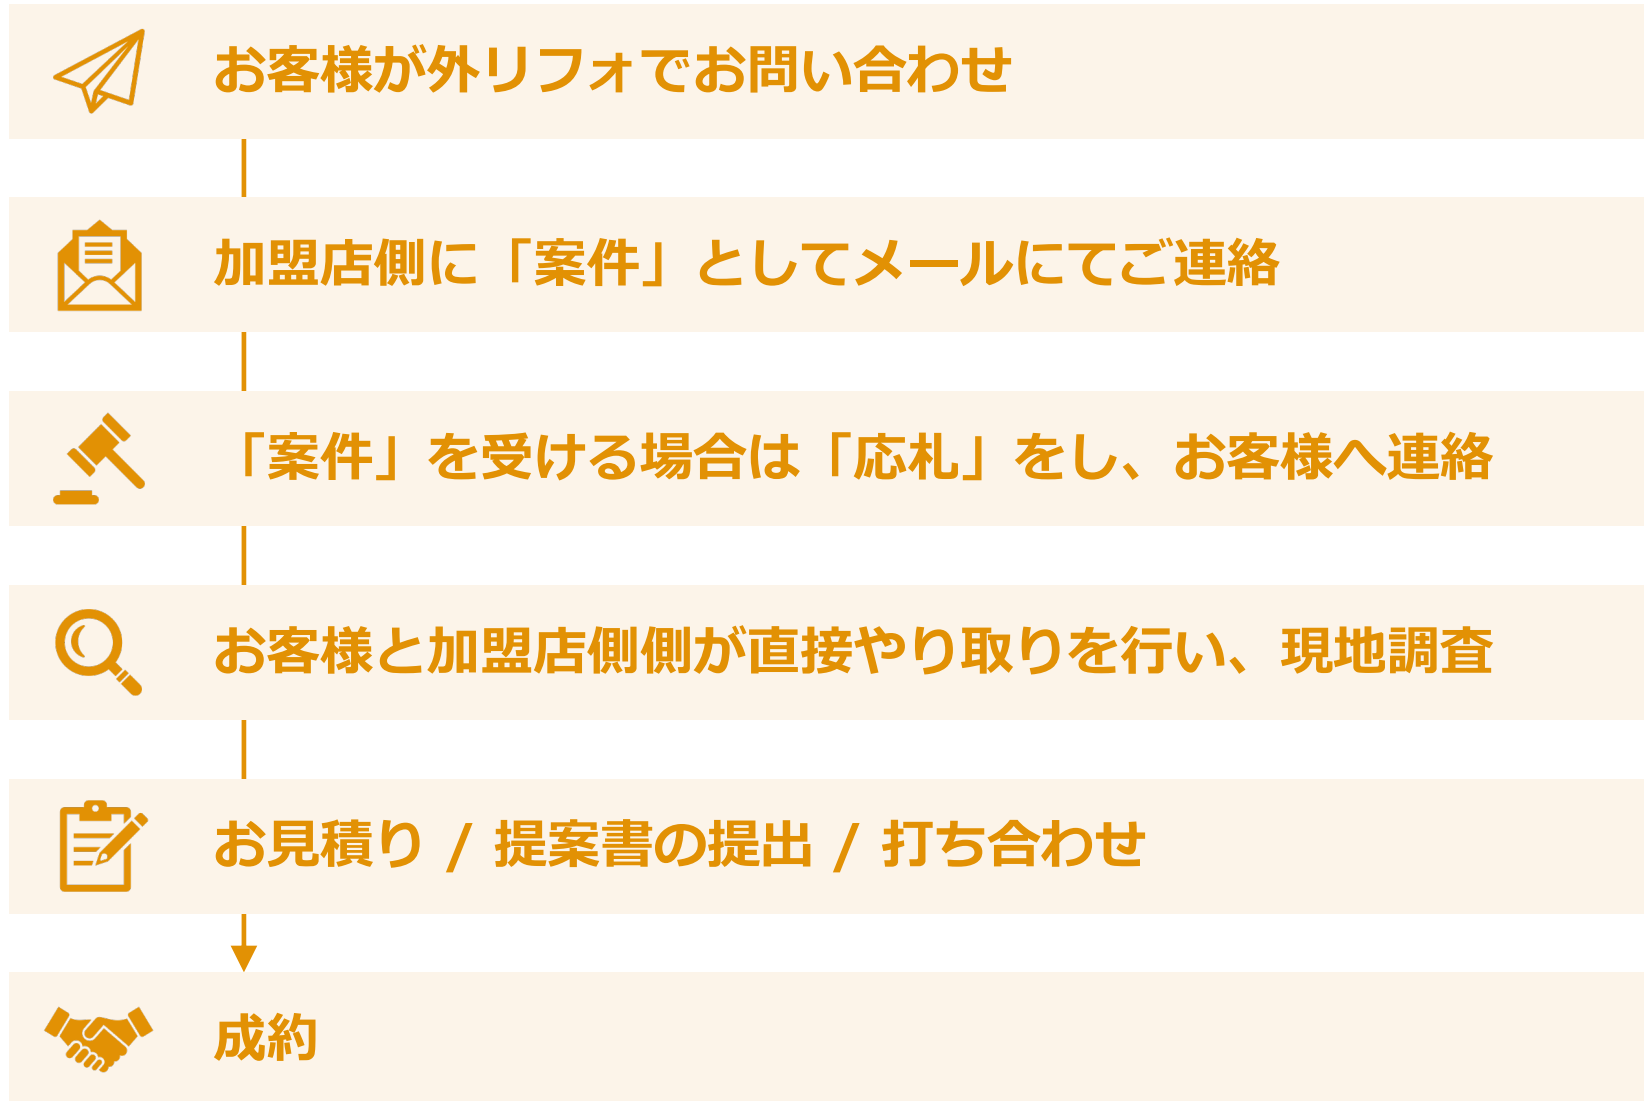 お客様が外リフォでお問い合わせ
加盟店側に「案件」としてメールにてご連絡
「案件」を受ける場合は「応札」をし、お客様へ連絡
お客様と加盟店側側が直接やり取りを行い、現地調査
お見積り / 提案書の提出 / 打ち合わせ
成約